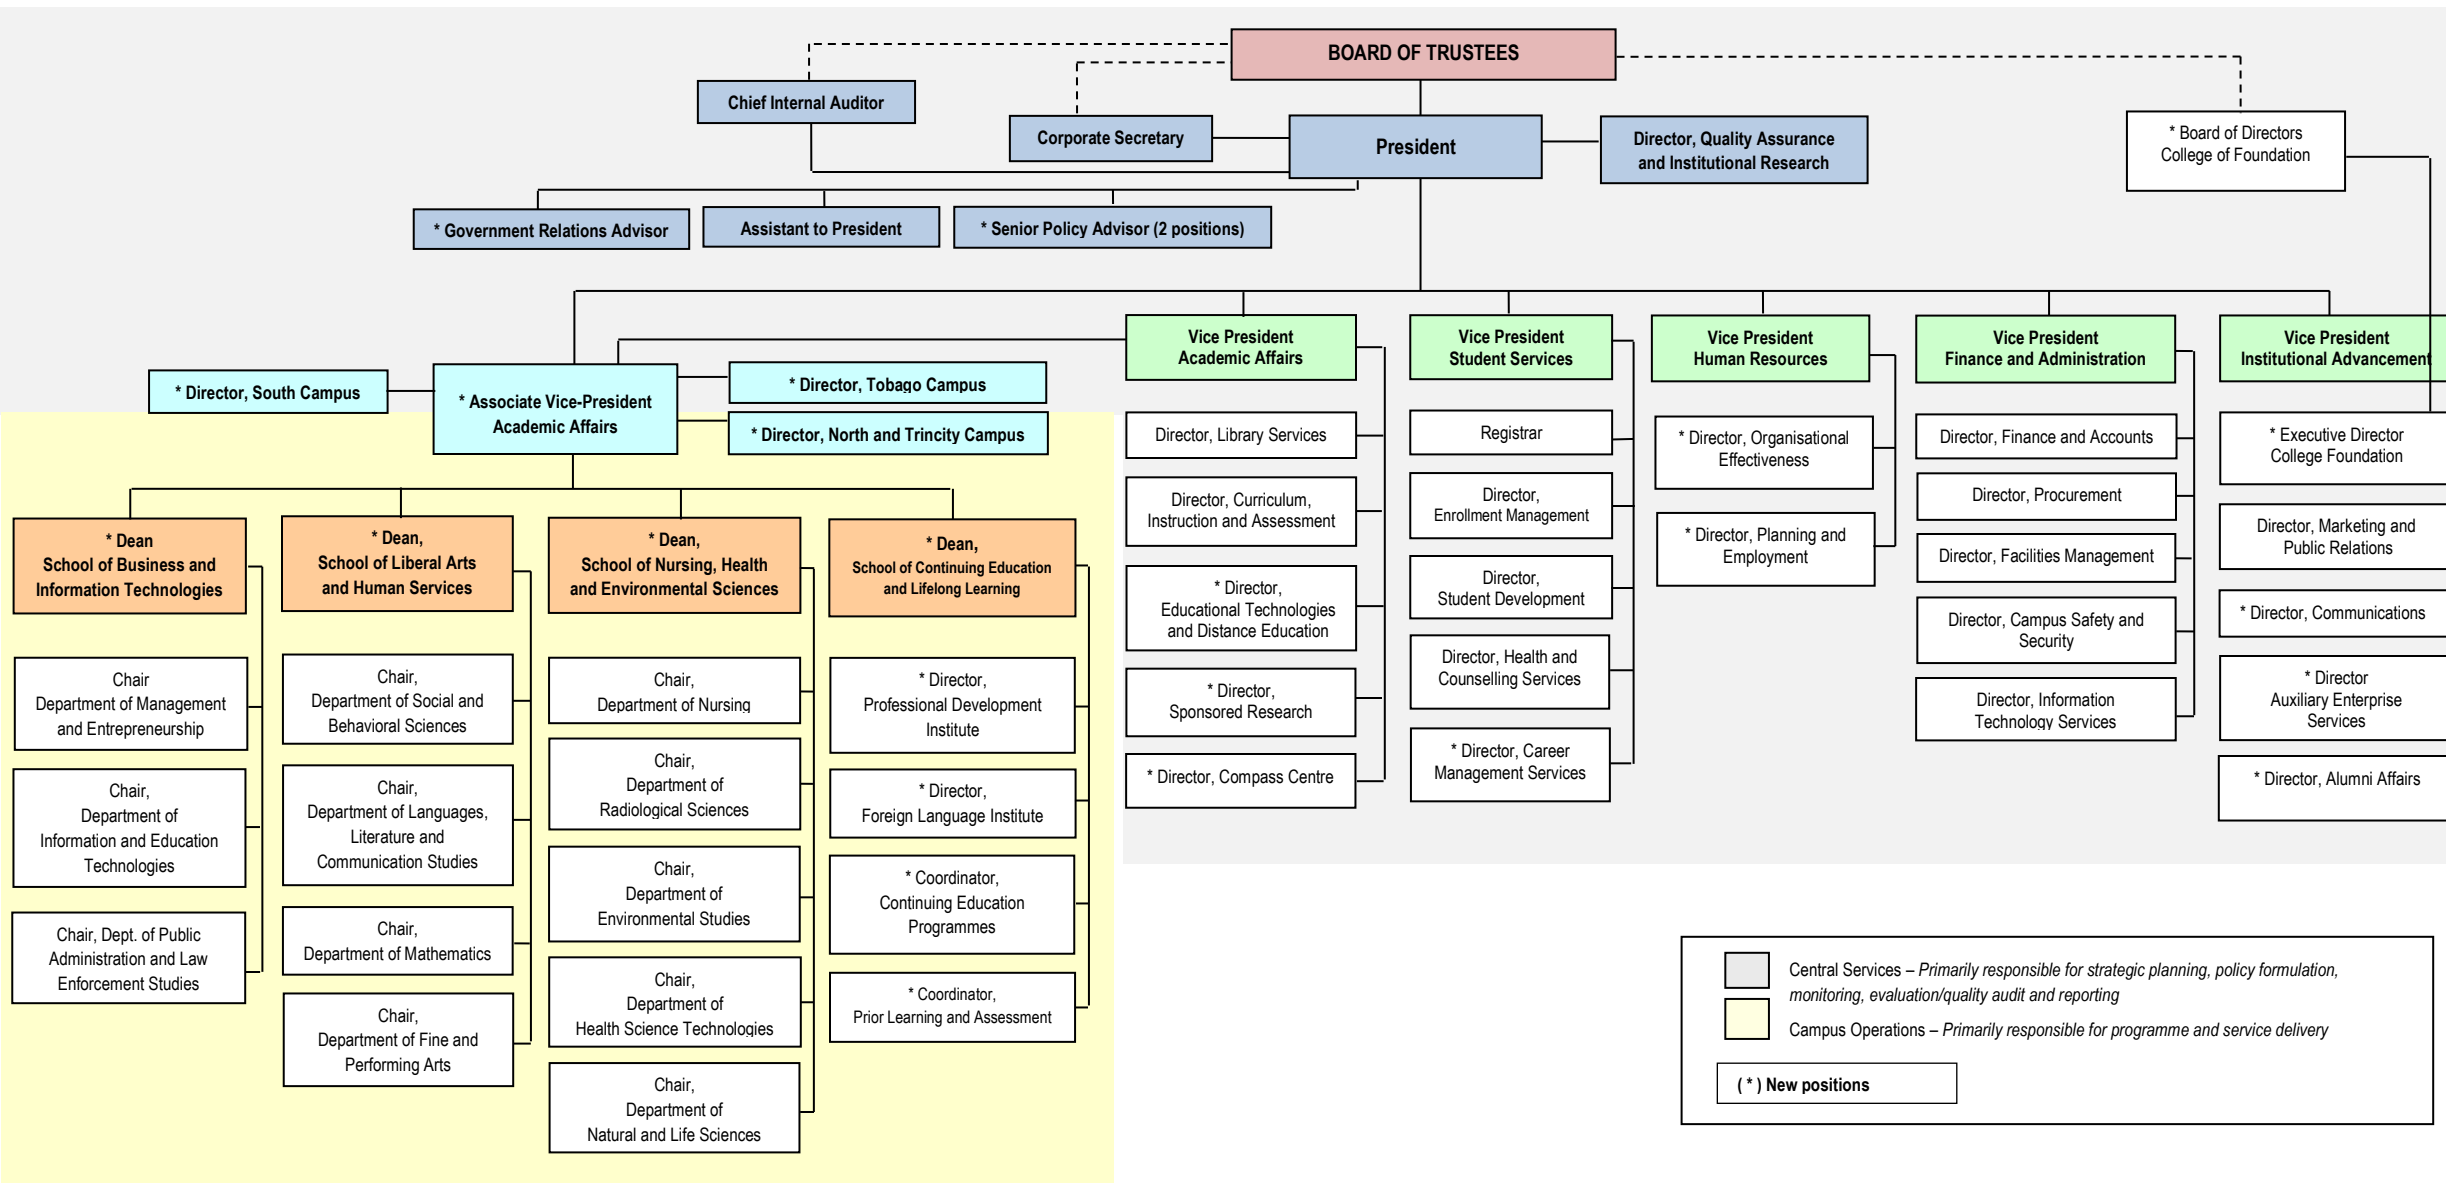 BOARD OF TRUSTEES
Chief Internal Auditor
Corporate Secretary
President
Director, Quality Assurance
and Institutional Research
* Board of Directors
College of Foundation
* Government Relations Advisor
Assistant to President
* Senior Policy Advisor (2 positions)
Vice President
Academic Affairs
Vice President
Student Services
Vice President
Human Resources
Vice President
Finance and Administration
Vice President
Institutional Advancement
* Director, South Campus
* Associate Vice-President
Academic Affairs
* Director, Tobago Campus
* Director, North and Trincity Campus
* Dean
School of Business and
Information Technologies
Chair
Department of Management
and Entrepreneurship
Chair,
Department of
Information and Education
Technologies
Chair, Dept. of Public
Administration and Law
Enforcement Studies
* Dean,
School of Liberal Arts
and Human Services
Chair,
Department of Social and
Behavioral Sciences
Chair,
Department of Languages,
Literature and
Communication Studies
Chair,
Department of Mathematics
Chair,
Department of Fine and
Performing Arts
* Dean,
School of Nursing, Health
and Environmental Sciences
Chair,
Department of Nursing
Chair,
Department of
Radiological Sciences
Chair,
Department of
Environmental Studies
Chair,
Department of
Health Science Technologies
Chair,
Department of
Natural and Life Sciences
* Dean,
School of Continuing Education
and Lifelong Learning
* Director,
Professional Development
Institute
* Director,
Foreign Language Institute
* Coordinator,
Continuing Education
Programmes
* Coordinator,
Prior Learning and Assessment
Director, Library Services
Director, Curriculum,
Instruction and Assessment
* Director,
Educational Technologies
and Distance Education
* Director,
Sponsored Research
* Director, Compass Centre
Registrar
Director,
Enrollment Management
Director,
Student Development
Director, Health and
Counselling Services
* Director, Career
Management Services
* Director, Organisational
Effectiveness
* Director, Planning and
Employment
Director, Finance and Accounts
Director, Procurement
Director, Facilities Management
Director, Campus Safety and
Security
Director, Information
Technology Services
* Executive Director
College Foundation
Director, Marketing and
Public Relations
* Director, Communications
* Director
Auxiliary Enterprise
Services
* Director, Alumni Affairs
Central Services – Primarily responsible for strategic planning, policy formulation,
monitoring, evaluation/quality audit and reporting
Campus Operations – Primarily responsible for programme and service delivery
( * ) New positions